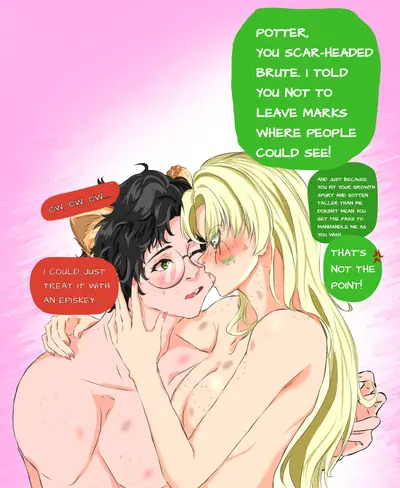 POTTER,
YOU SCAR-HEADED
BRUTE. I TOLD
YOU NOT TO
LEAVE MARKS
WHERE PEOPLE
COULD SEE!
OW, OW, OW...
AND JUST BECAUSE
YOU HIT YOUR GROWTH
SPURT AND GOTTEN
TALLER THAN ME
DOESN'T MEAN YOU
GET THE PASS TO
MANHANDLE ME AS
YOU WISH
THAT'S
NOT THE
POINT!
I COULD JUST
TREAT IT WITH
AN EPISKEY